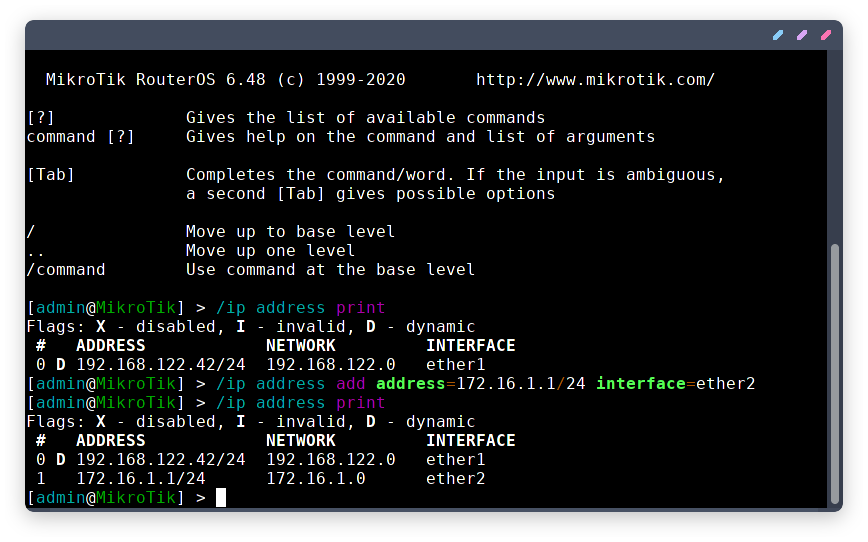 MikroTik RouterOS 6.48 (c) 1999-2020       http://www.mikrotik.com/
[?]             Gives the list of available commands
command [?]     Gives help on the command and list of arguments
[Tab]           Completes the command/word. If the input is ambiguous,
                a second [Tab] gives possible options
/               Move up to base level
..              Move up one level
/command        Use command at the base level
[admin@MikroTik] > /ip address print
Flags: X - disabled, I - invalid, D - dynamic
 #   ADDRESS            NETWORK         INTERFACE
 0 D 192.168.122.42/24  192.168.122.0   ether1
[admin@MikroTik] > /ip address add address=172.16.1.1/24 interface=ether2
[admin@MikroTik] > /ip address print
Flags: X - disabled, I - invalid, D - dynamic
 #   ADDRESS            NETWORK         INTERFACE
 0 D 192.168.122.42/24  192.168.122.0   ether1
 1   172.16.1.1/24      172.16.1.0      ether2
[admin@MikroTik] >